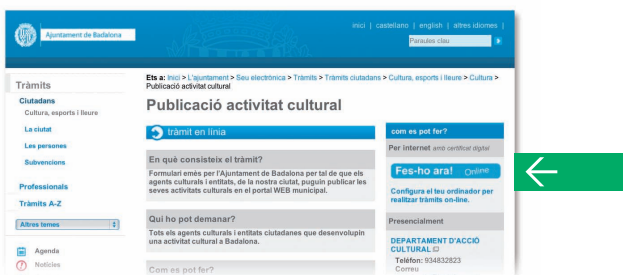 inici | castellano | english | altres idiomes |
Ajuntament de Badalona
Paraules clau
Tràmits
Ciutadans
Cultura, esports i lleure
La ciutat
Les persones
Subvencions
Professionals
Tràmits A-Z
Altres temes
Agenda
Notícies
Ets a: Inici > L'ajuntament > Seu electrònica > Tràmits > Tràmits ciutadans > Cultura, esports i lleure > Cultura >
Publicació activitat cultural
Publicació activitat cultural
tràmit en línia
En què consisteix el tràmit?
Formulari emès per l'Ajuntament de Badalona per tal de que els
agents culturals i entitats, de la nostra ciutat, puguin publicar les
seves activitats culturals en el portal WEB municipal.
Qui ho pot demanar?
Tots els agents culturals i entitats ciutadanes que desenvolupin
una activitat cultural a Badalona.
Com es pot fer?
com es pot fer?
Per internet amb certificat digital
Fes-ho ara! Online
Configura el teu ordinador per
realitzar tràmits on-line.
Presencialment
DEPARTAMENT D'ACCIÓ
CULTURAL
Telèfon: 934832823
Correu